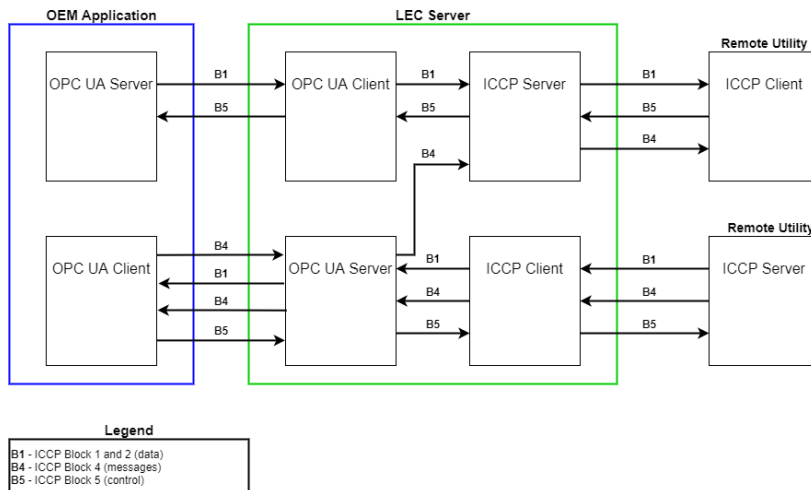 OEM Application
LEC Server
Remote Utility
OPC UA Server
B1
OPC UA Client
B1
ICCP Server
B1
ICCP Client
B5
B5
B5
B4
B4
Remote Utility
OPC UA Client
B4
OPC UA Server
B1
ICCP Client
B1
ICCP Server
B1
B4
B4
B4
B5
B5
B5
Legend
B1 - ICCP Block 1 and 2 (data)
B4 - ICCP Block 4 (messages)
B5 - ICCP Block 5 (control)